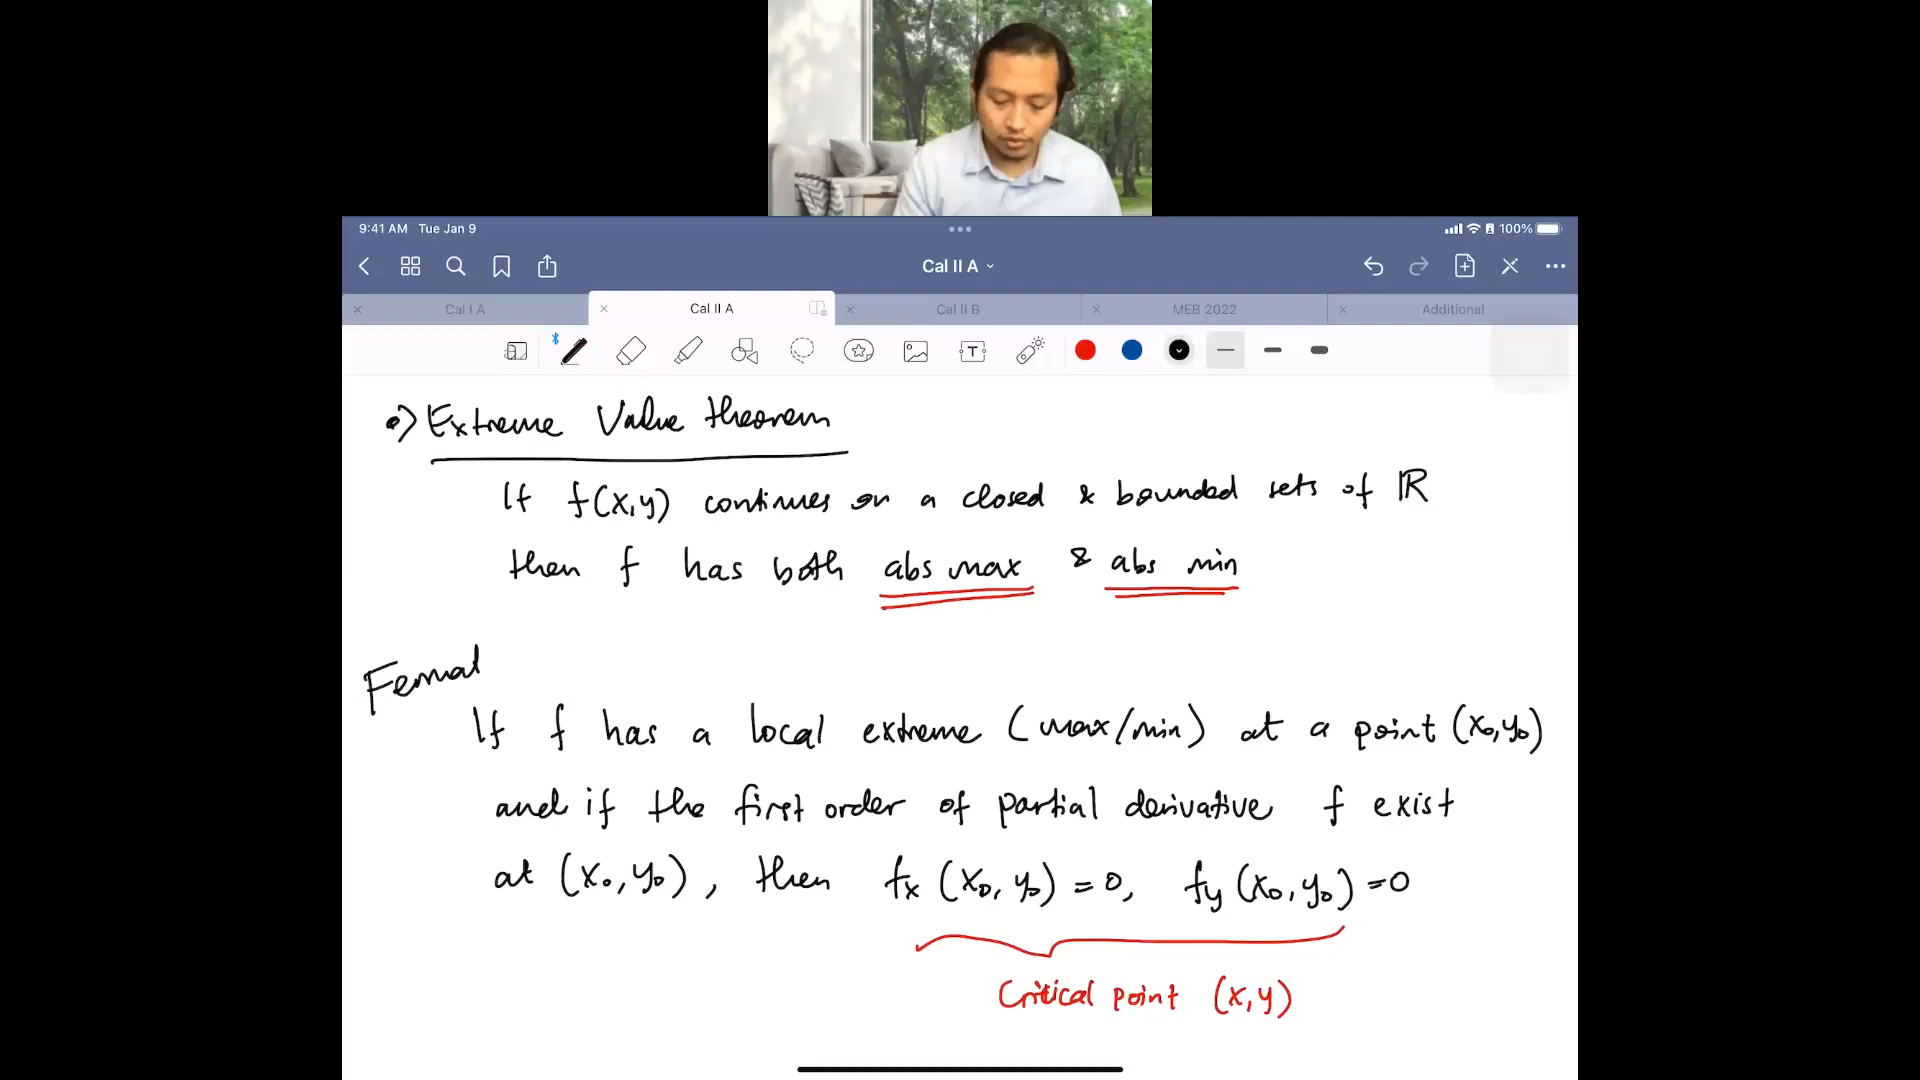 9:41 AM Tue Jan 9
100%
Cal II A
Cal I A
Cal II A
Cal II B
MEB 2022
Additional
Extreme Value theorem
If f(x,y) continues on a closed & bounded sets of ℝ
then f has both abs max & abs min
Fermat
If f has a local extreme (max/min) at a point (x₀,y₀)
and if the first order of partial derivative f exist
at (x₀,y₀), then fx (x₀,y₀) = 0, fy (x₀,y₀) = 0
Critical point (x,y)